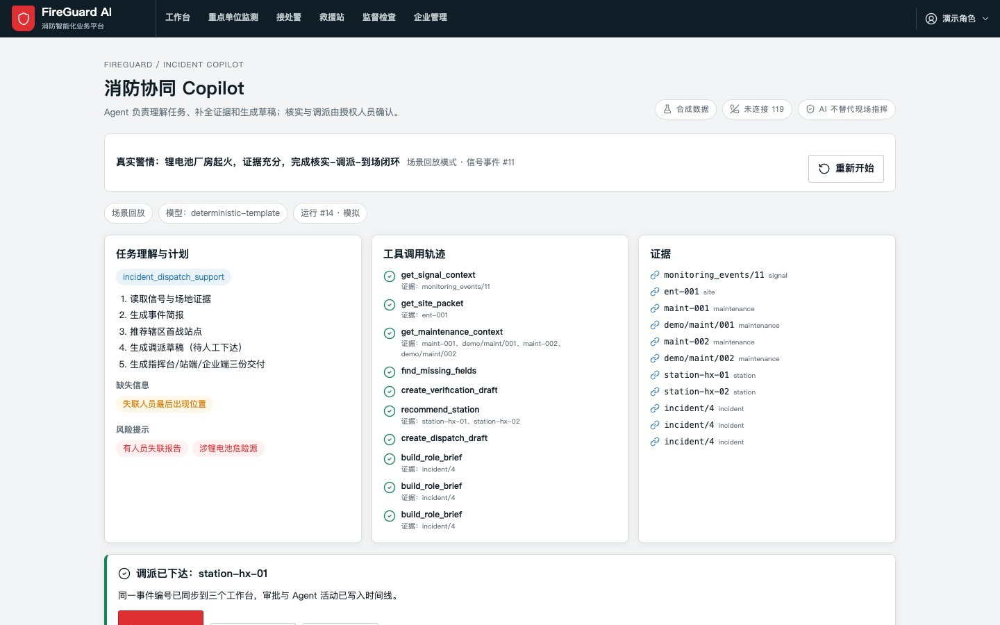 FireGuard AI
消防智能化业务平台
工作台 重点单位监测 接处警 救援站 监督检查 企业管理
演示角色
FIREGUARD / INCIDENT COPILOT
消防协同 Copilot
Agent 负责理解任务、补全证据和生成草稿；核实与调派由授权人员确认。
合成数据 未连接 119 AI 不替代现场指挥
真实警情：锂电池厂房起火，证据充分，完成核实-调派-到场闭环 场景回放模式 · 信号事件 #11
重新开始
场景回放 模型：deterministic-template 运行 #14 · 模拟
任务理解与计划
incident_dispatch_support
1. 读取信号与场地证据
2. 生成事件简报
3. 推荐辖区首战站点
4. 生成调派草稿（待人工下达）
5. 生成指挥台/站端/企业端三份交付
缺失信息
失联人员最后出现位置
风险提示
有人员失联报告 涉锂电池危险源
工具调用轨迹
get_signal_context
证据：monitoring_events/11
get_site_packet
证据：ent-001
get_maintenance_context
证据：maint-001、demo/maint/001、maint-002、
demo/maint/002
find_missing_fields
create_verification_draft
recommend_station
证据：station-hx-01、station-hx-02
create_dispatch_draft
build_role_brief
证据：incident/4
build_role_brief
证据：incident/4
build_role_brief
证据：incident/4
证据
monitoring_events/11 signal
ent-001 site
maint-001 maintenance
demo/maint/001 maintenance
maint-002 maintenance
demo/maint/002 maintenance
station-hx-01 station
station-hx-02 station
incident/4 incident
incident/4 incident
incident/4 incident
调派已下达：station-hx-01
同一事件编号已同步到三个工作台，审批与 Agent 活动已写入时间线。